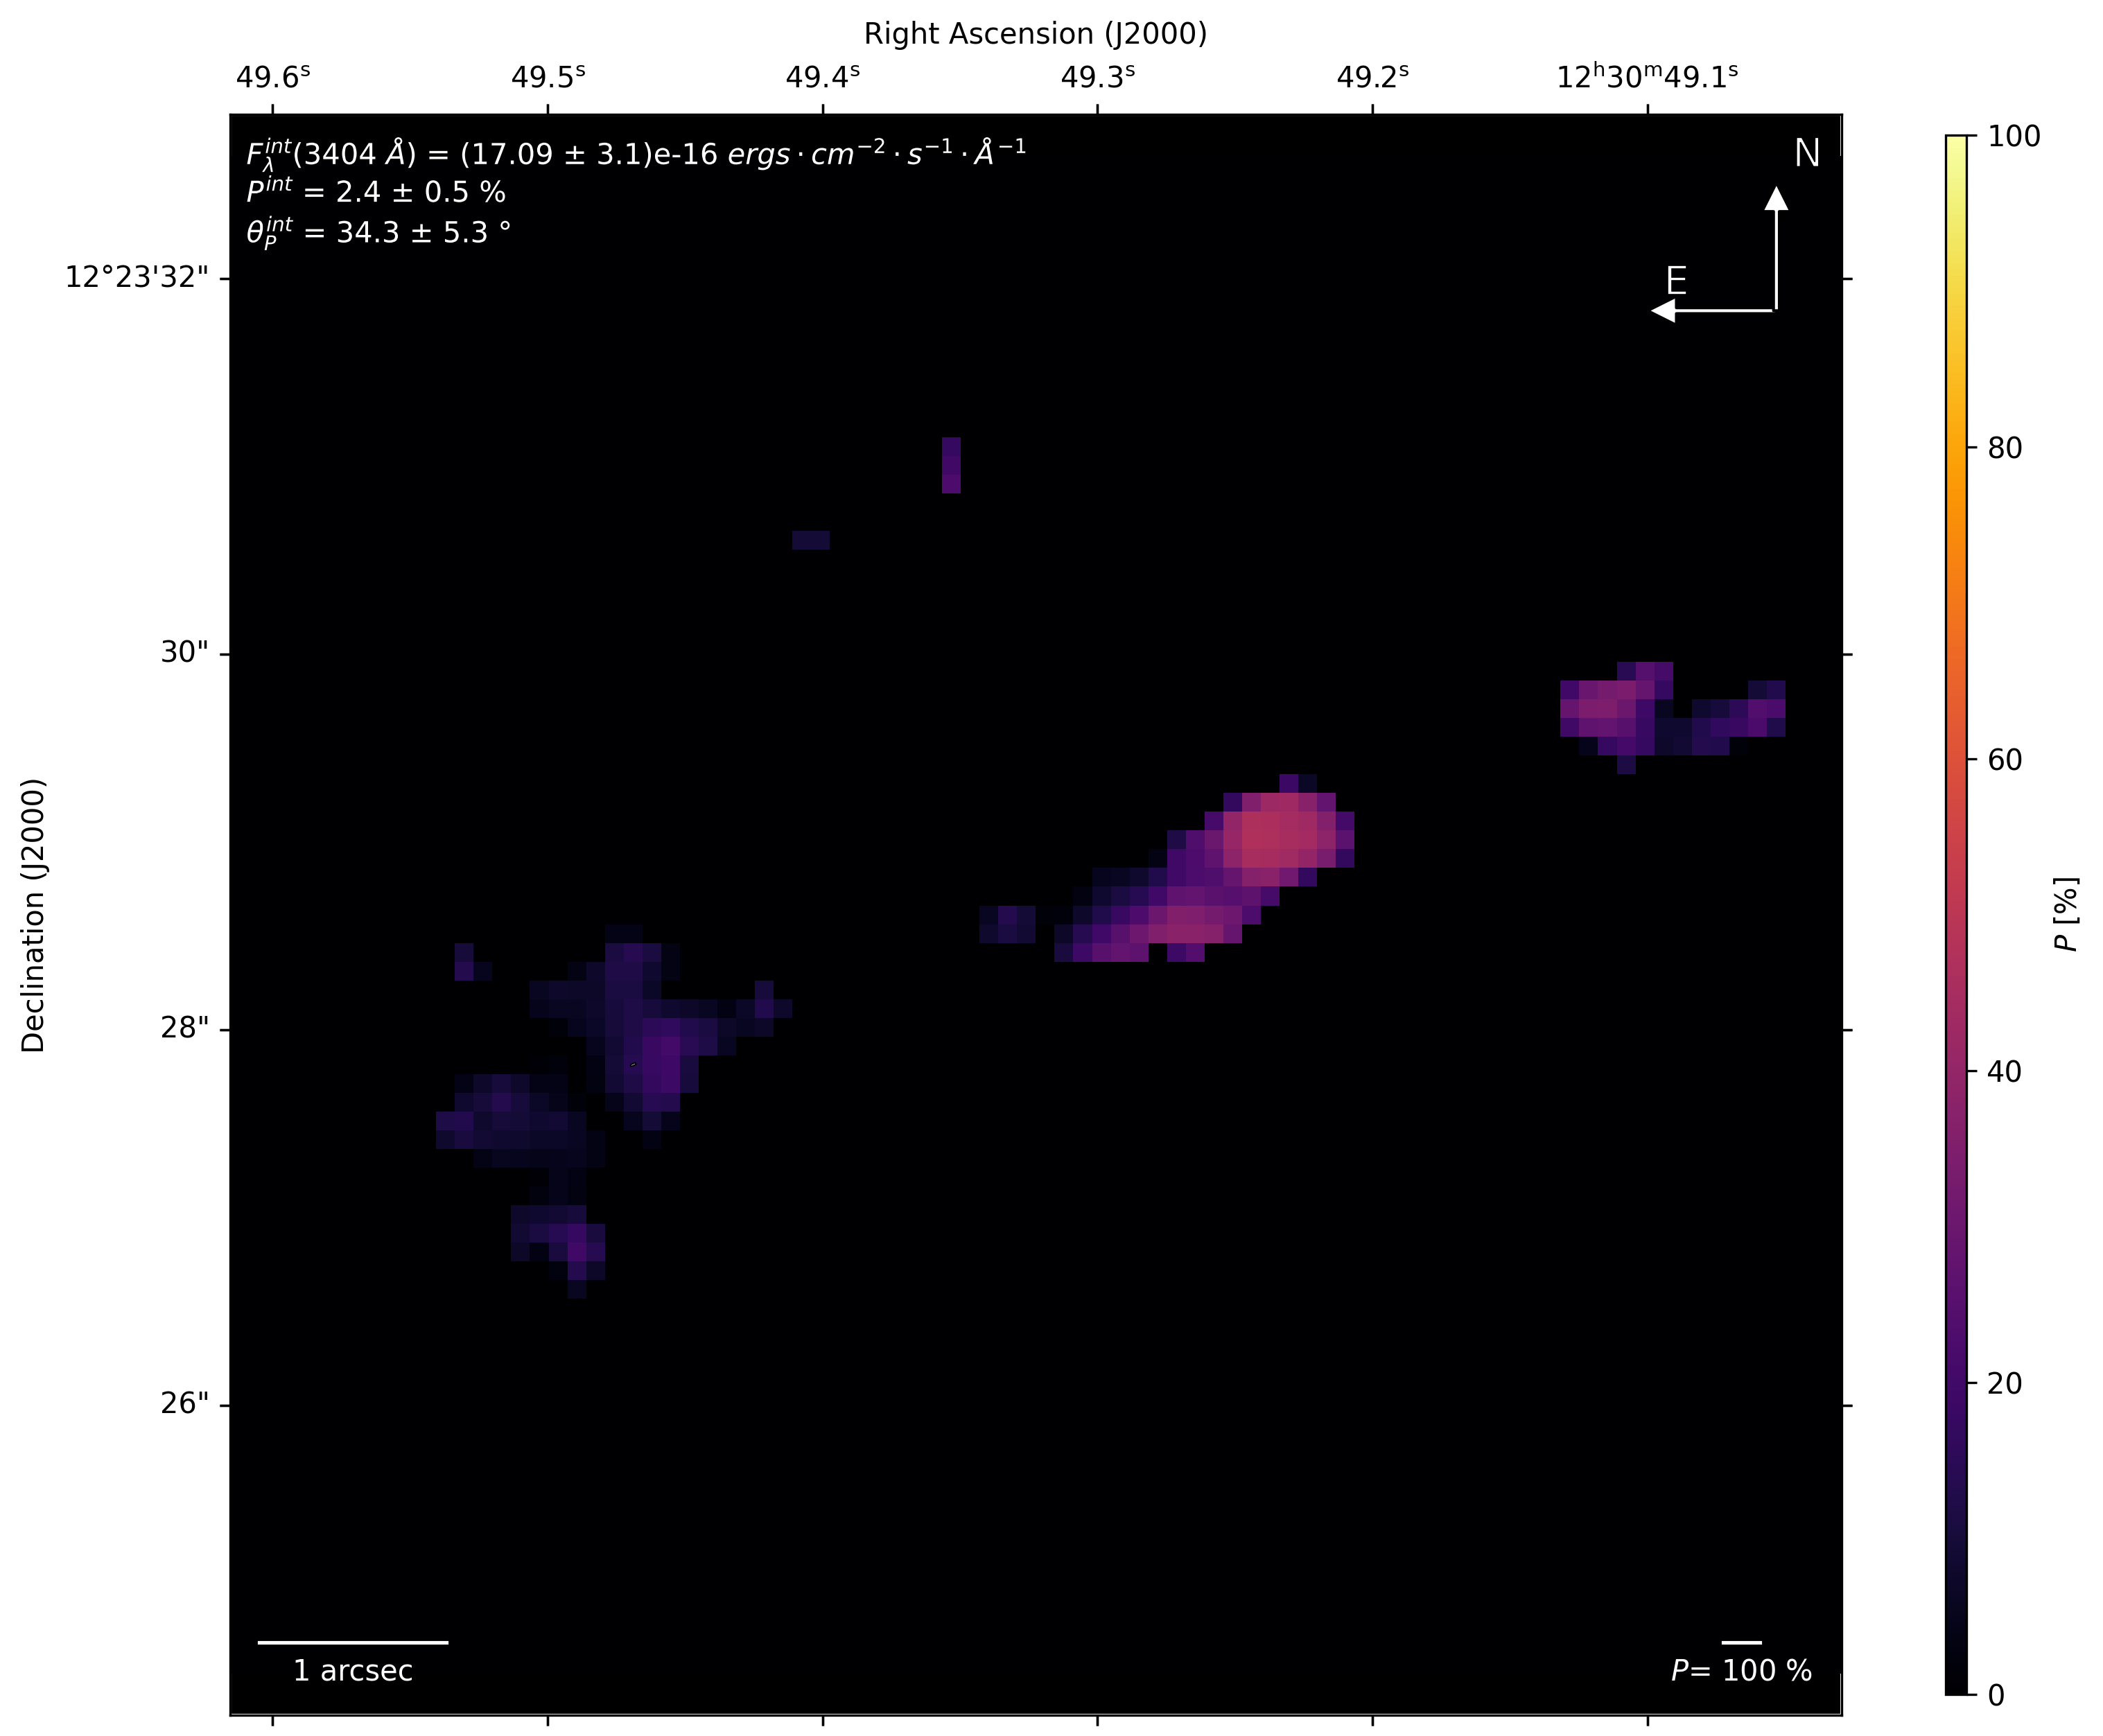 Right Ascension (J2000)
49.6ˢ 49.5ˢ 49.4ˢ 49.3ˢ 49.2ˢ 12ʰ30ᵐ49.1ˢ
F_λ^int(3404 Å) = (17.09 ± 3.1)e-16 ergs · cm⁻² · s⁻¹ · Å⁻¹
P^int = 2.4 ± 0.5 %
θ_P^int = 34.3 ± 5.3 °
N
E
12°23'32"
30"
28"
26"
Declination (J2000)
1 arcsec
P= 100 %
100
80
60
40
20
0
P [%]